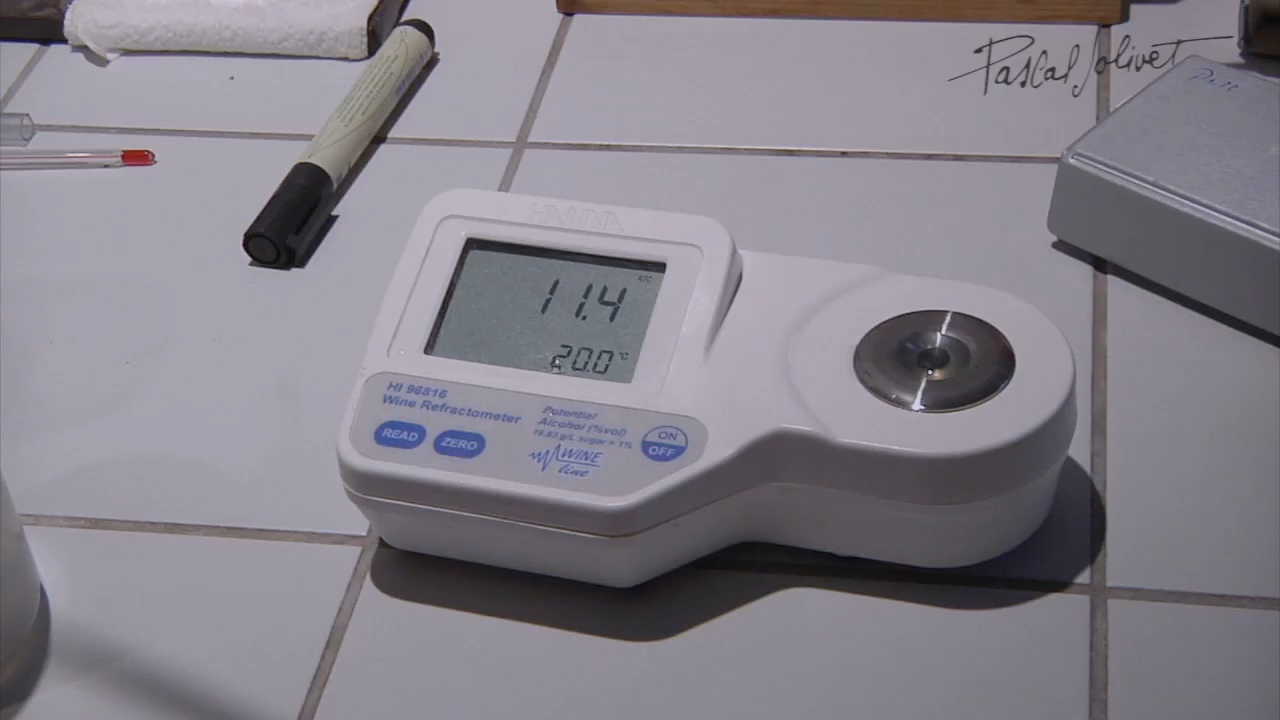 Pascal Jolivet
HANNA
ATC
11.4
20.0 °C
HI 96816
Wine Refractometer
Potential
Alcohol (%vol)
16.83 g/L sugar = 1%
READ
ZERO
WINE
line
ON
OFF